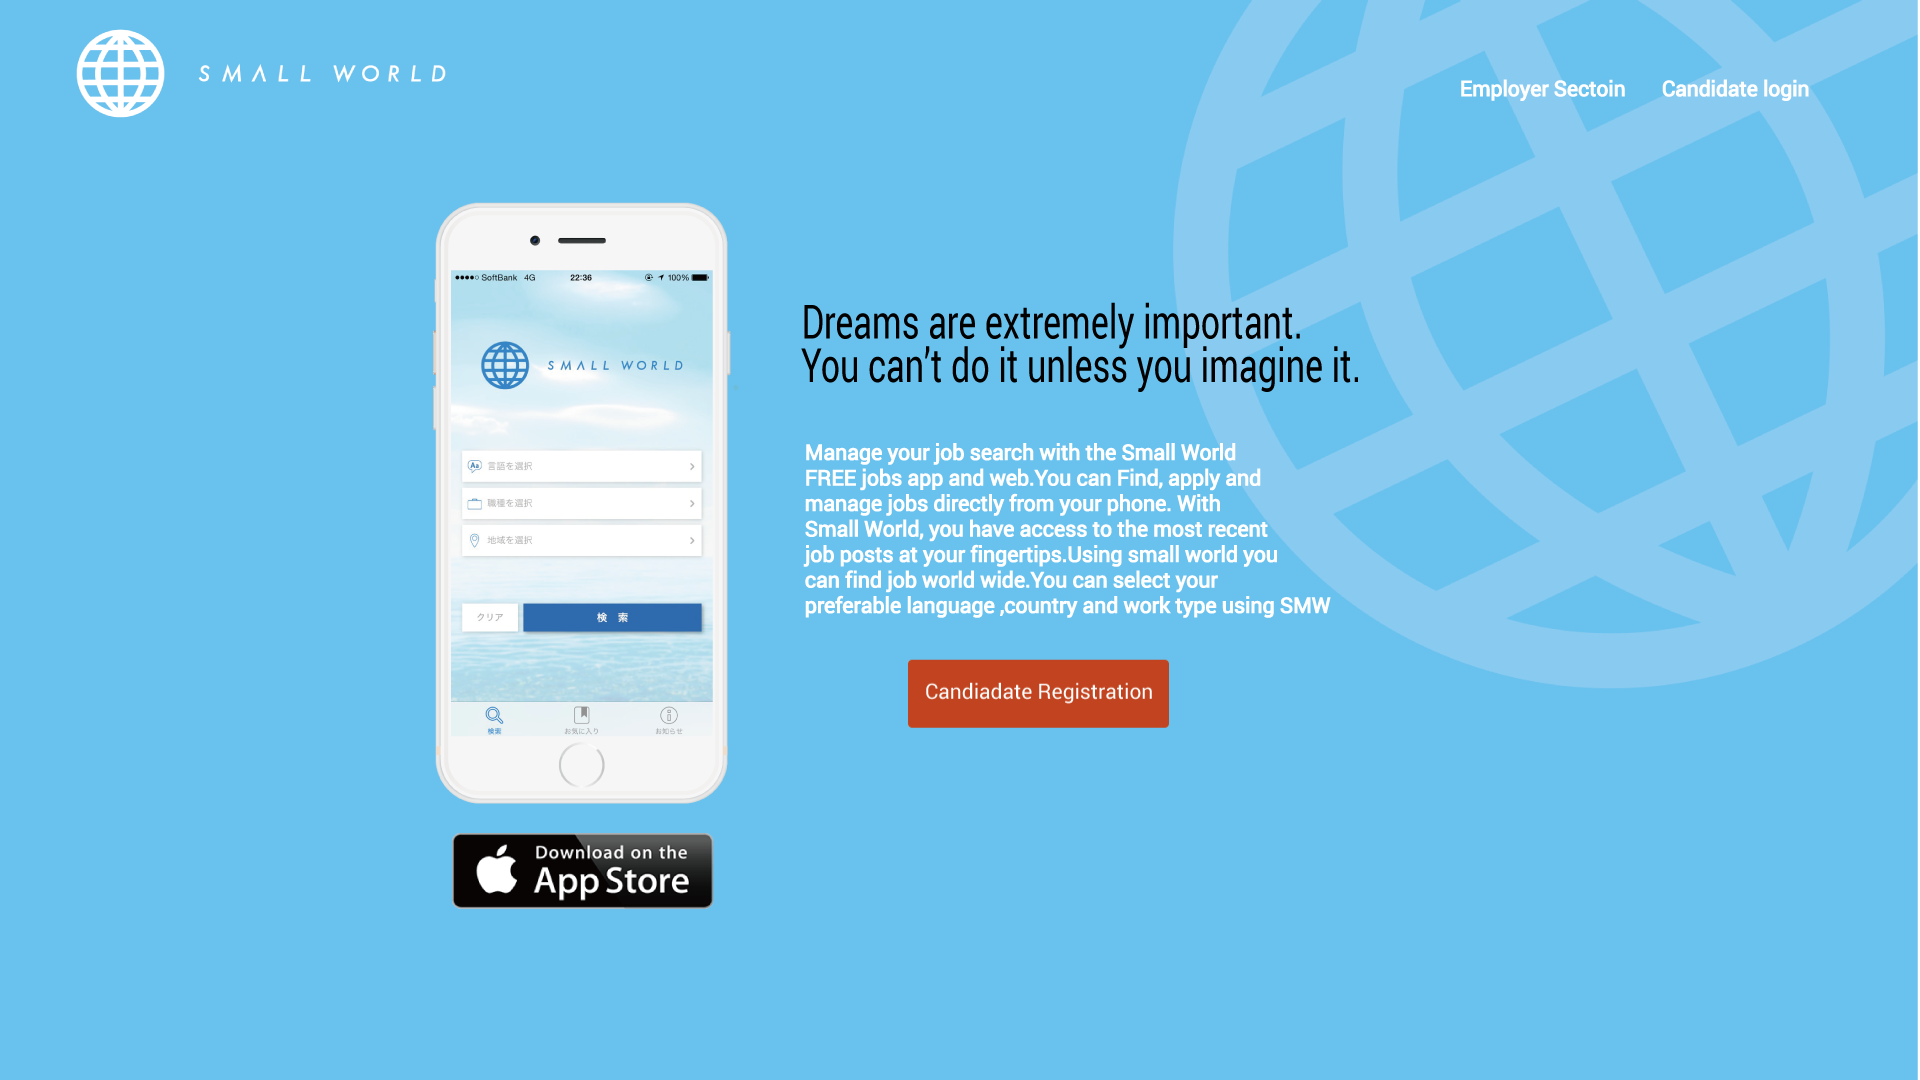 SMALL WORLD
Employer Sectoin
Candidate login
SoftBank 4G 22:36 100%
SMALL WORLD
Aa 言語を選択
職種を選択
地域を選択
クリア
検 索
検索
お気に入り
お知らせ
Dreams are extremely important.
You can't do it unless you imagine it.
Manage your job search with the Small World
FREE jobs app and web.You can Find, apply and
manage jobs directly from your phone. With
Small World, you have access to the most recent
job posts at your fingertips.Using small world you
can find job world wide.You can select your
preferable language ,country and work type using SMW
Candiadate Registration
Download on the
App Store